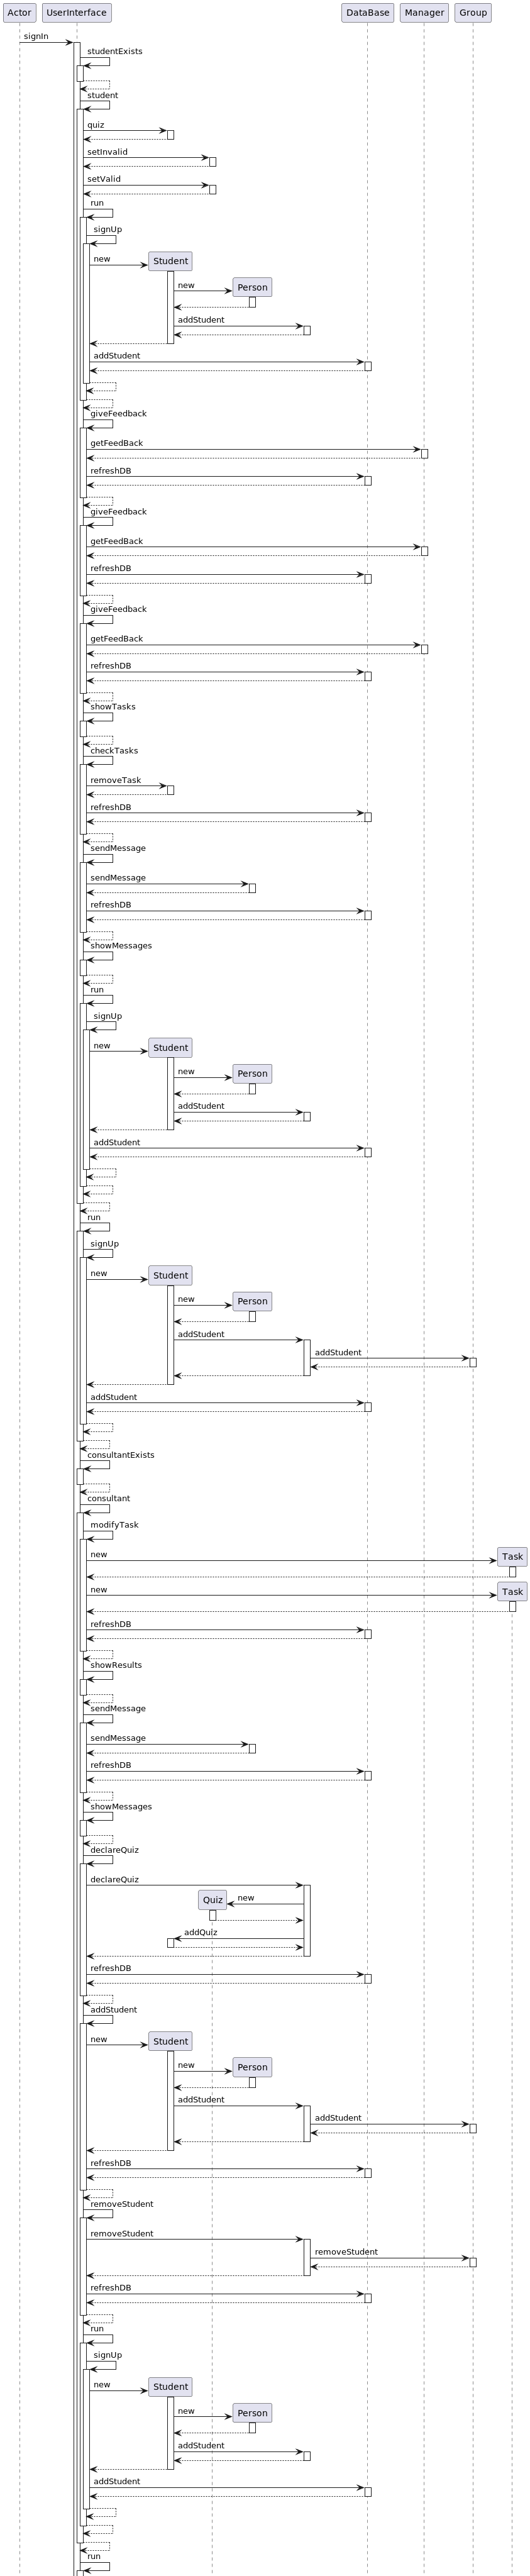 Actor UserInterface DataBase Manager Group
signIn
studentExists
student
quiz
setInvalid
setValid
run
signUp
new Student
new Person
addStudent
addStudent
giveFeedback
getFeedBack
refreshDB
giveFeedback
getFeedBack
refreshDB
giveFeedback
getFeedBack
refreshDB
showTasks
checkTasks
removeTask
refreshDB
sendMessage
sendMessage
refreshDB
showMessages
run
signUp
new Student
new Person
addStudent
addStudent
run
signUp
new Student
new Person
addStudent
addStudent
addStudent
consultantExists
consultant
modifyTask
new Task
new Task
refreshDB
showResults
sendMessage
sendMessage
refreshDB
showMessages
declareQuiz
declareQuiz
Quiz new
addQuiz
refreshDB
addStudent
new Student
new Person
addStudent
addStudent
refreshDB
removeStudent
removeStudent
removeStudent
refreshDB
run
signUp
new Student
new Person
addStudent
addStudent
run